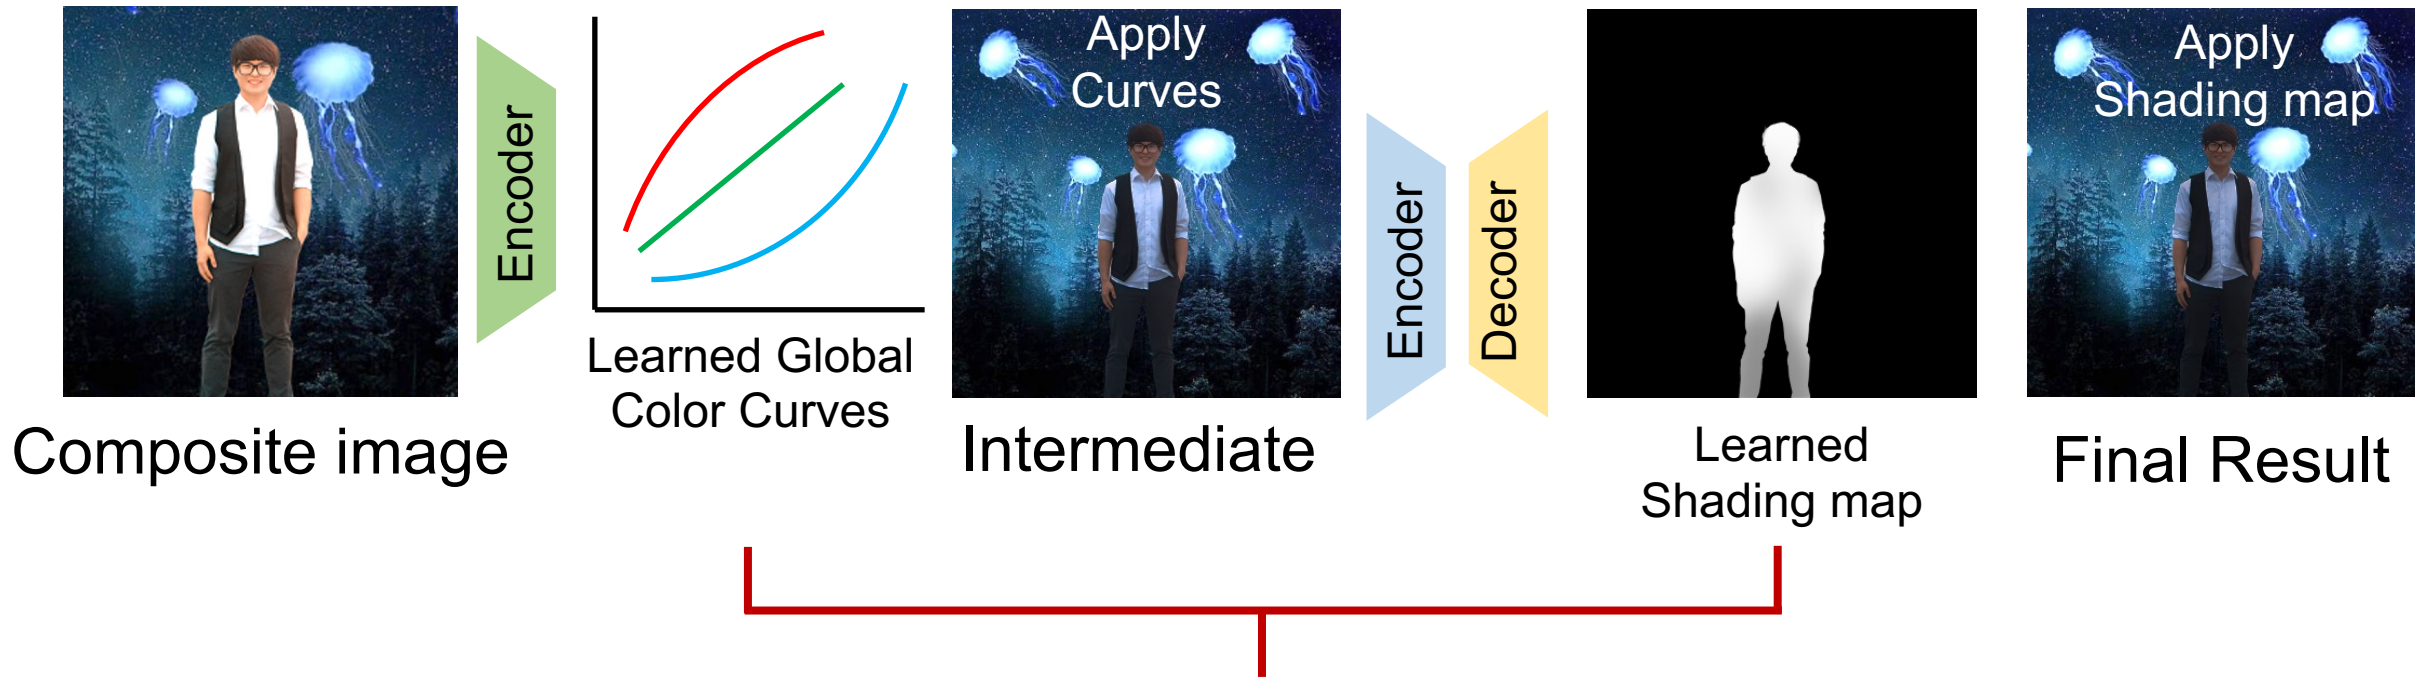 Composite image
Encoder
Learned Global
Color Curves
Apply
Curves
Intermediate
Encoder
Decoder
Learned
Shading map
Apply
Shading map
Final Result